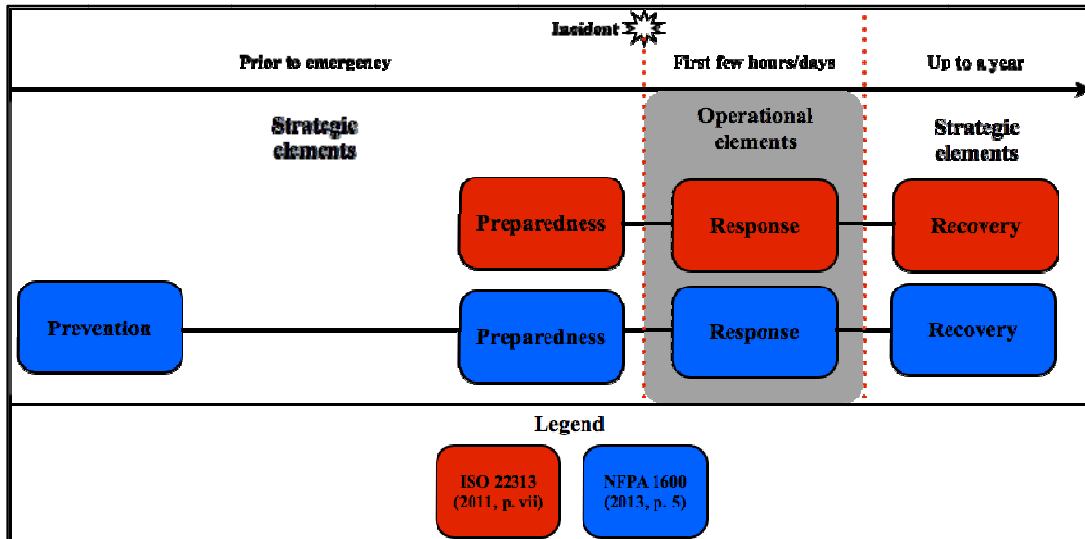 Incident
Prior to emergency
First few hours/days
Up to a year
Strategic
elements
Operational
elements
Strategic
elements
Preparedness
Response
Recovery
Prevention
Preparedness
Response
Recovery
Legend
ISO 22313
(2011, p. vii)
NFPA 1600
(2013, p. 5)